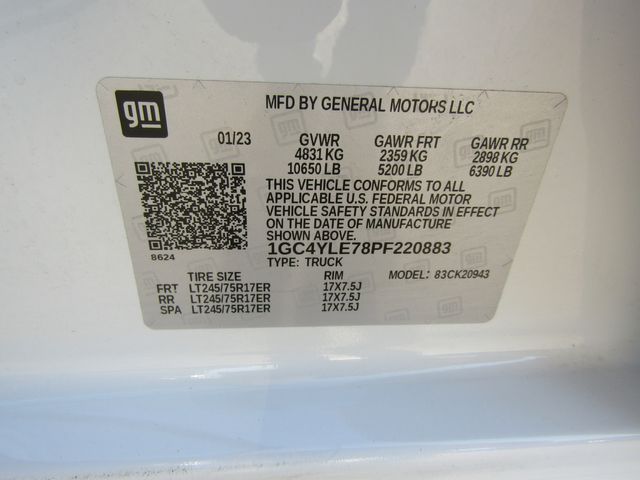 gm
MFD BY GENERAL MOTORS LLC
01/23 GVWR GAWR FRT GAWR RR
4831 KG 2359 KG 2898 KG
10650 LB 5200 LB 6390 LB
THIS VEHICLE CONFORMS TO ALL
APPLICABLE U.S. FEDERAL MOTOR
VEHICLE SAFETY STANDARDS IN EFFECT
ON THE DATE OF MANUFACTURE
SHOWN ABOVE.
8624
1GC4YLE78PF220883
TYPE: TRUCK MODEL: 83CK20943
TIRE SIZE RIM
FRT LT245/75R17ER 17X7.5J
RR LT245/75R17ER 17X7.5J
SPA LT245/75R17ER 17X7.5J